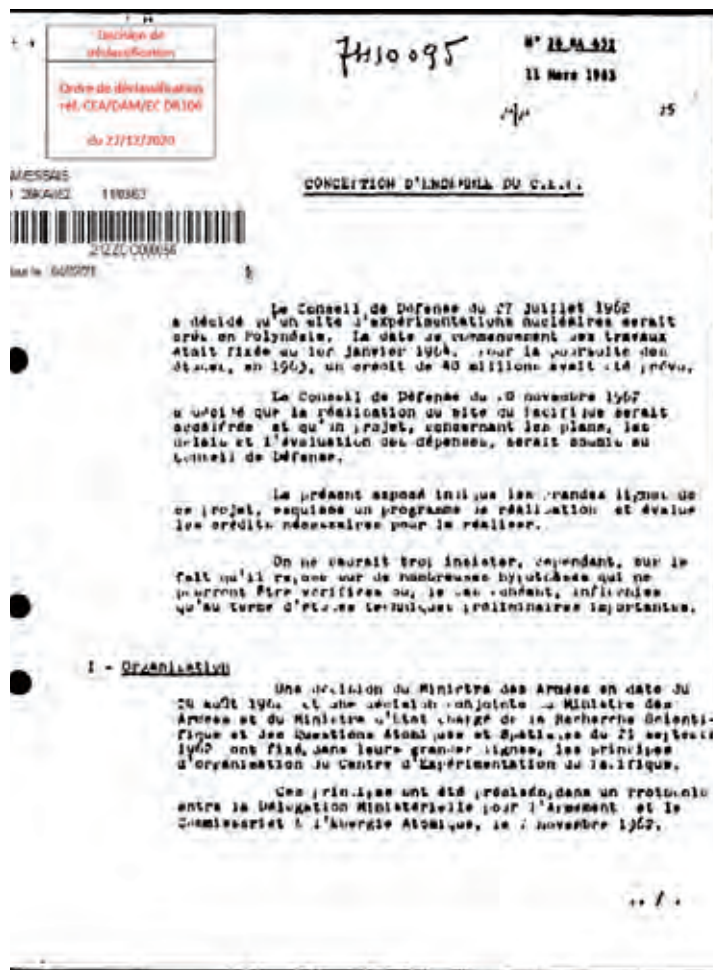 Décision de
déclassification
Ordre de déclassification
réf. CEA/DAM/EC DR306
du 22/12/2020
7H10095
N°
11 Mars 1963
15
CONCEPTION D'ENSEMBLE DU C.E.P.
Le Conseil de Défense du 27 Juillet 1962
a décidé qu'un site d'expérimentations nucléaires serait
créé en Polynésie. La date de commencement des travaux
était fixée au 1er Janvier 1964. Pour la poursuite des
études, en 1963, un crédit de 40 millions avait été prévu.
Le Conseil de Défense du novembre 1962
a décidé que la réalisation du site du Pacifique serait
accélérée et qu'un projet, concernant les plans, les
délais et l'évaluation des dépenses, serait soumis au
Conseil de Défense.
Le présent exposé indique les grandes lignes de
ce projet, esquisse un programme de réalisation et évalue
les crédits nécessaires pour le réaliser.
On ne saurait trop insister, cependant, sur le
fait qu'il repose sur de nombreuses hypothèses qui ne
pourront être vérifiées ou, le cas échéant, infirmées
qu'au terme d'études techniques préliminaires importantes.
I - Organisation
Une décision du Ministre des Armées en date du
août 1962 et une décision conjointe du Ministre des
Armées et du Ministre d'Etat chargé de la Recherche Scienti-
fique et des Questions Atomiques et Spatiales du 21 septembre
1962 ont fixé, dans leurs grandes lignes, les principes
d'organisation du Centre d'Expérimentation du Pacifique.
Ces principes ont été précisés, dans un protocole
entre la Délégation Ministérielle pour l'Armement et le
Commissariat à l'Energie Atomique, le novembre 1962.
../.